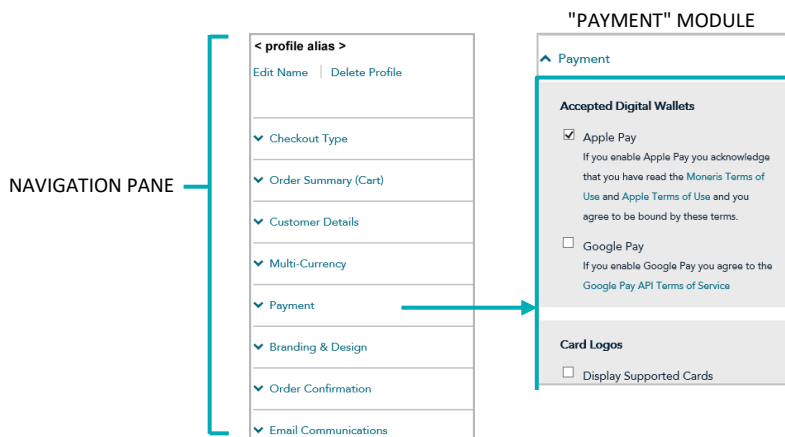 "PAYMENT" MODULE
NAVIGATION PANE
< profile alias >
Edit Name | Delete Profile
Checkout Type
Order Summary (Cart)
Customer Details
Multi-Currency
Payment
Branding & Design
Order Confirmation
Email Communications
Payment
Accepted Digital Wallets
Apple Pay
If you enable Apple Pay you acknowledge
that you have read the Moneris Terms of
Use and Apple Terms of Use and you
agree to be bound by these terms.
Google Pay
If you enable Google Pay you agree to the
Google Pay API Terms of Service
Card Logos
Display Supported Cards